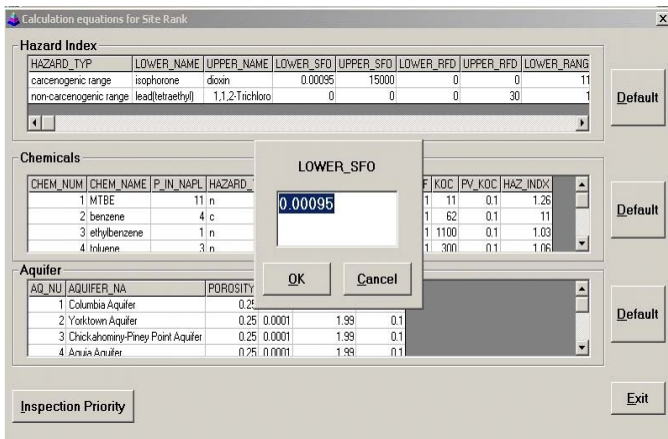 Calculation equations for Site Rank x
Hazard Index
HAZARD_TYP LOWER_NAME UPPER_NAME LOWER_SFO UPPER_SFO LOWER_RFD UPPER_RFD LOWER_RANG
carcenogenic range isophorone dioxin 0.00095 15000 0 0 11
non-carcenogenic range lead(tetraethyl) 1,1,2-Trichloro 0 0 0 30 1
Default
Chemicals
CHEM_NUM CHEM_NAME P_IN_NAPL HAZARD_ F KOC PV_KOC HAZ_INDX
1 MTBE 11 n 1 11 0.1 1.26
2 benzene 4 c 1 62 0.1 11
3 ethylbenzene 1 n 1 1100 0.1 1.03
4 toluene 3 n 1 300 0.1 1.06
Default
LOWER_SFO
0.00095
OK Cancel
Aquifer
AQ_NU AQUIFER_NA POROSITY
1 Columbia Aquifer 0.25
2 Yorktown Aquifer 0.25 0.0001 1.99 0.1
3 Chickahominy-Piney Point Aquifer 0.25 0.0001 1.99 0.1
4 Aquia Aquifer 0.25 0.0001 1.99 0.1
Default
Inspection Priority
Exit